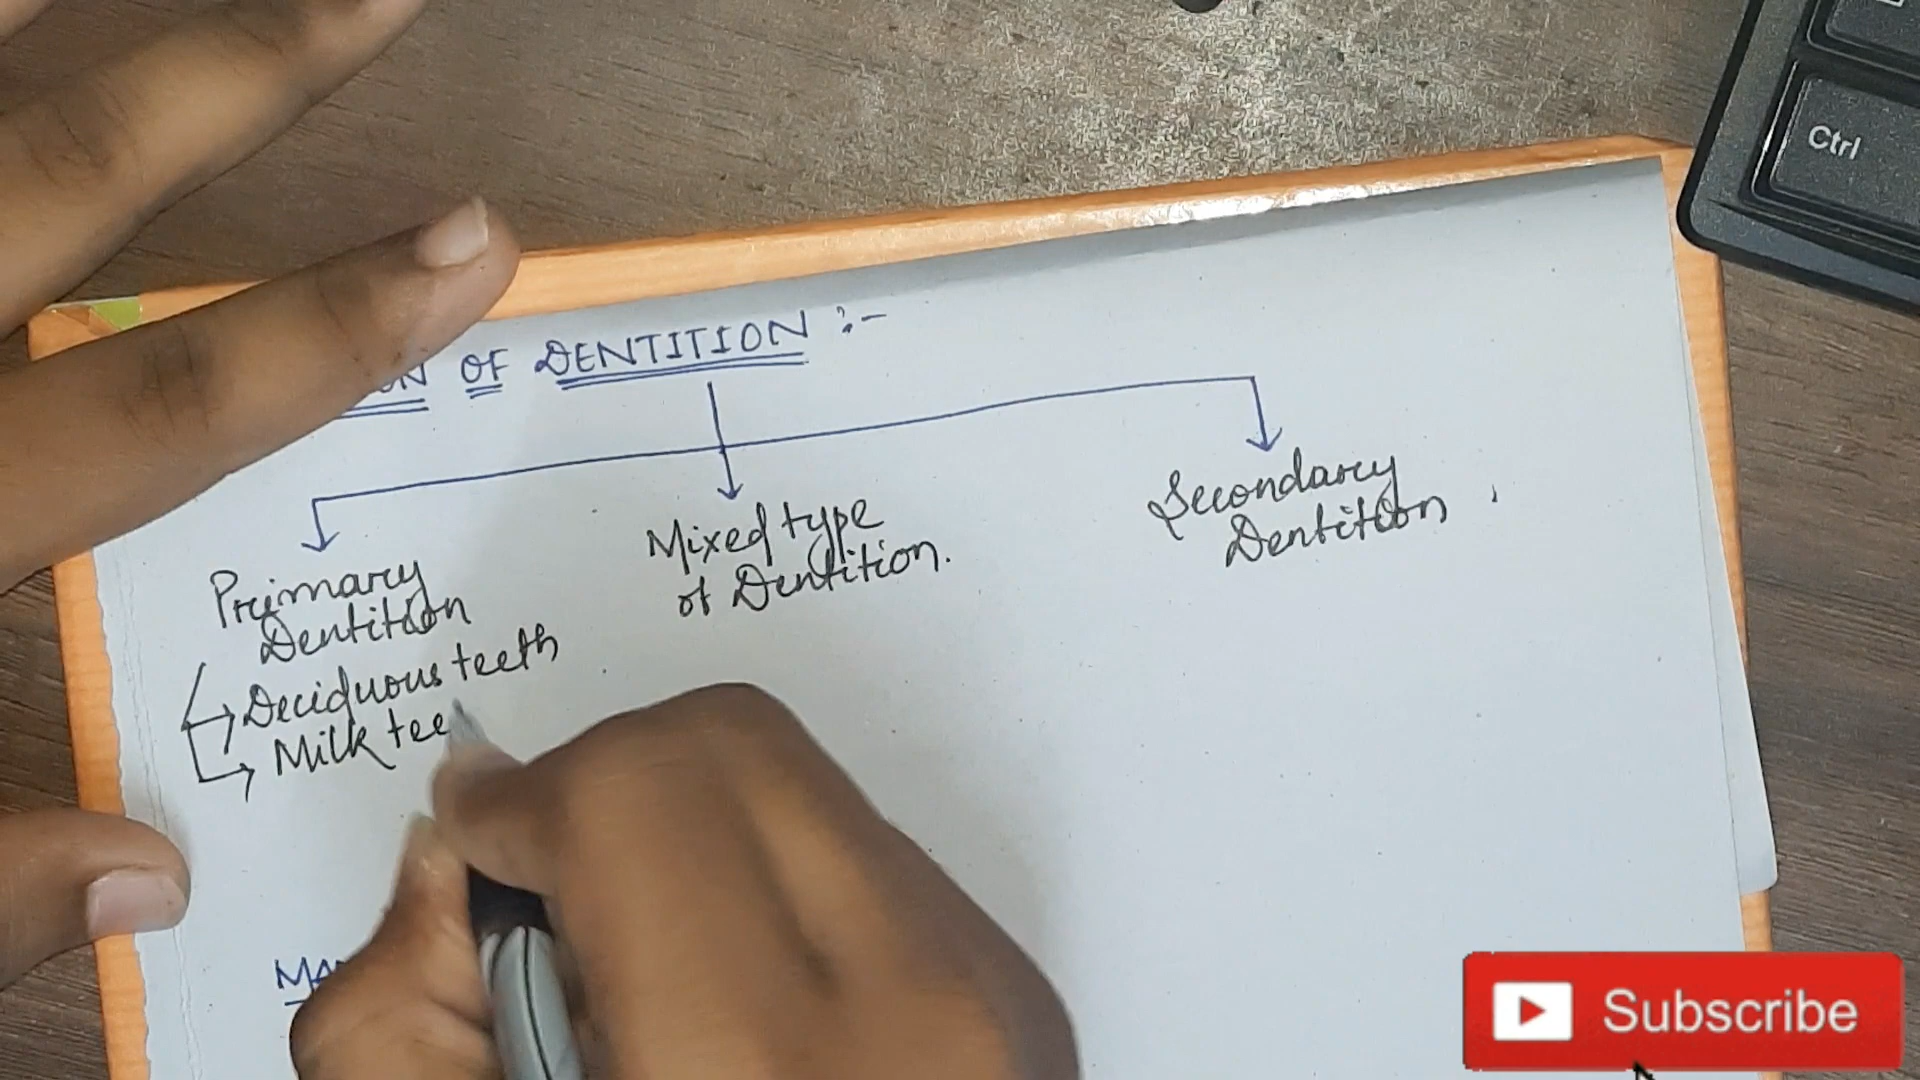 OF DENTITION :-
Primary
Dentition
Deciduous teeth
Milk tee
Mixed type
of Dentition.
Secondary
Dentition
Ctrl
Subscribe